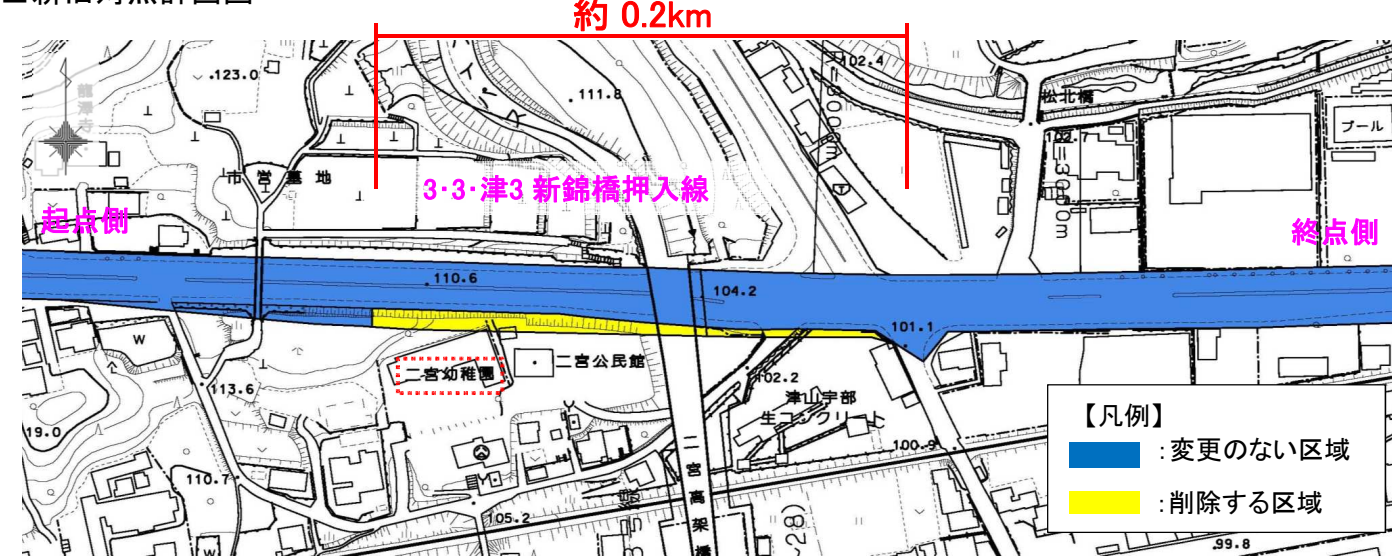 約 0.2km
123.0
111.8
102.4
松北橋
102.7
プール
龍澤寺
市営墓地
3・3・津3 新錦橋押入線
起点側
終点側
110.6
104.2
101.1
W
二宮幼稚園
二宮公民館
113.6
102.2
津山宇部
生コンクリート
19.0
100.9
110.7
105.2
二宮高架橋
W
99.8
【凡例】
:変更のない区域
:削除する区域